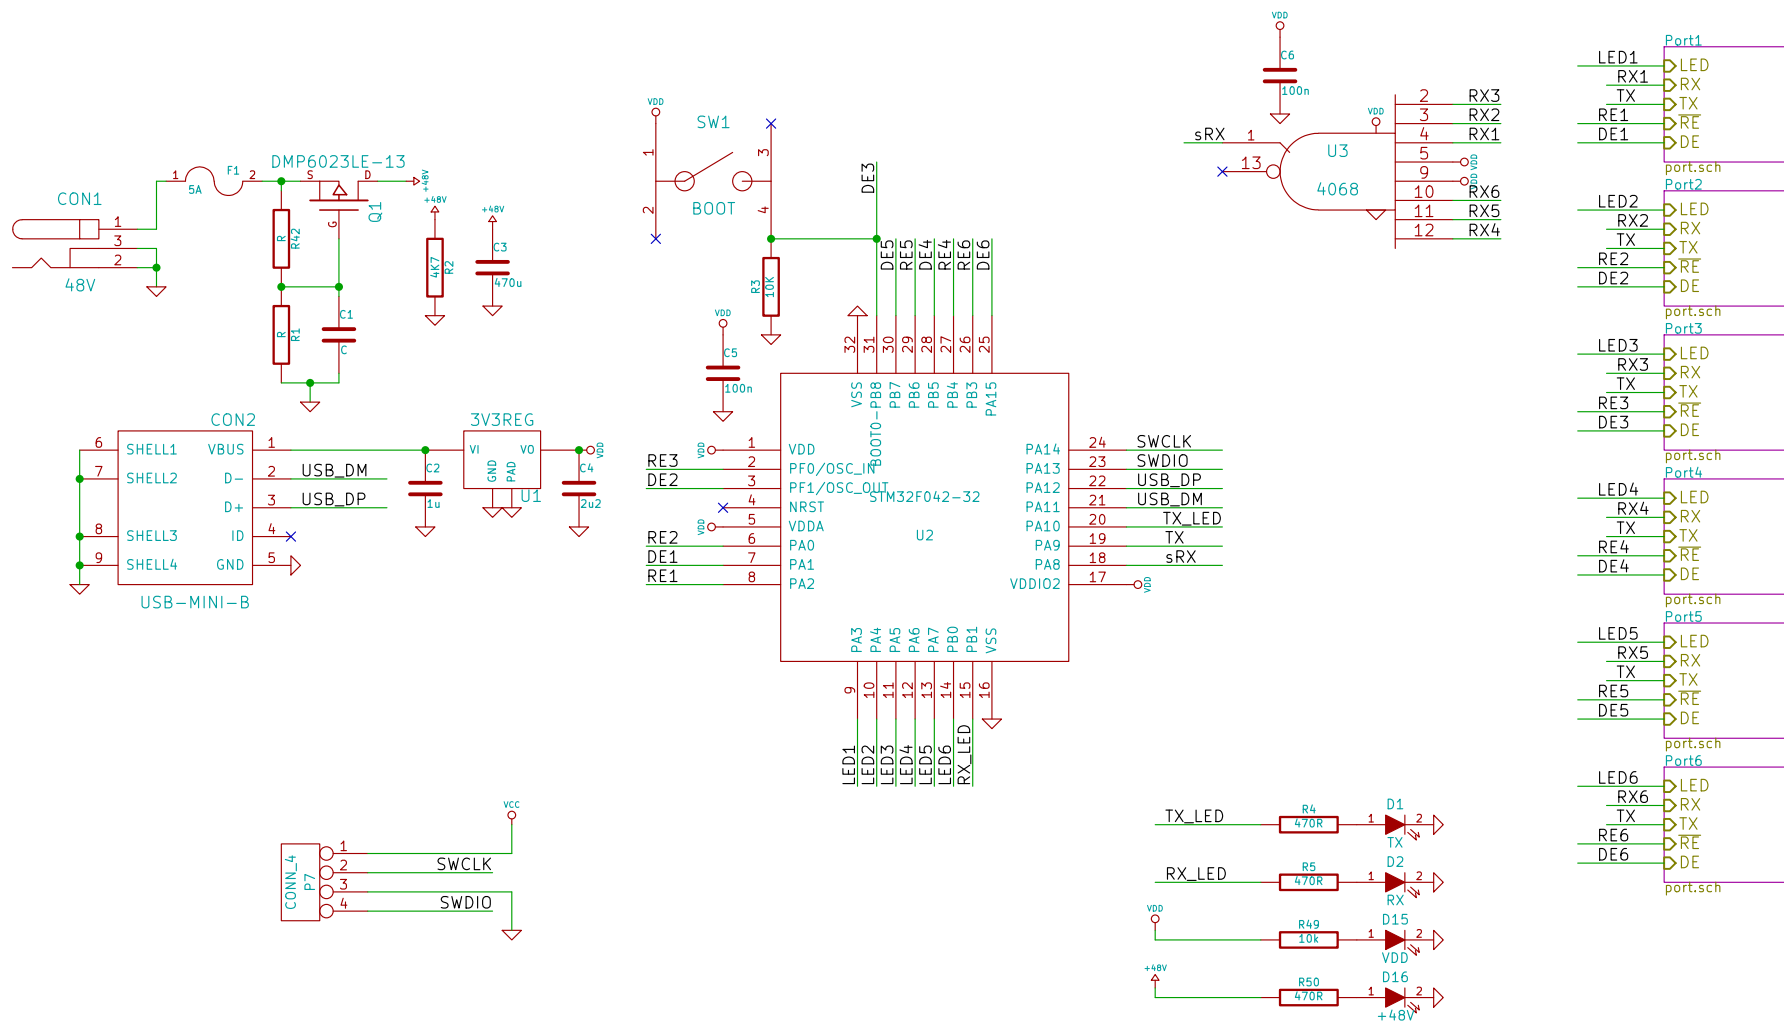 CON1
48V
1
3
2
1
F1
5A
2
DMP6023LE-13
S
D
G
Q1
+48V
R
R42
R
R1
C1
C
+48V
4K7
R2
+48V
C3
470u
CON2
6 SHELL1 VBUS 1
7 SHELL2 D- 2 USB_DM
3 D+ USB_DP
8 SHELL3 ID 4
9 SHELL4 GND 5
USB-MINI-B
3V3REG
VI VO
GND
PAD
U1
C2
1u
VDD
C4
2u2
VDD
SW1
1
2
3
4
BOOT
DE3
R3
10K
VDD
C5
100n
DE5
RE5
DE4
RE4
RE6
DE6
32
31
30
29
28
27
26
25
VSS
BOOT0-PB8
PB7
PB6
PB5
PB4
PB3
PA15
VDD 1 VDD
RE3 2 PF0/OSC_IN
DE2 3 PF1/OSC_OUT
4 NRST
VDD 5 VDDA
RE2 6 PA0
DE1 7 PA1
RE1 8 PA2
STM32F042-32
U2
PA14 24 SWCLK
PA13 23 SWDIO
PA12 22 USB_DP
PA11 21 USB_DM
PA10 20 TX_LED
PA9 19 TX
PA8 18 sRX
VDDIO2 17 VDD
PA3
PA4
PA5
PA6
PA7
PB0
PB1
VSS
9
10
11
12
13
14
15
16
LED1
LED2
LED3
LED4
LED5
LED6
RX_LED
VDD
C6
100n
sRX 1
13
VDD
U3
4068
2 RX3
3 RX2
4 RX1
5 VDD
9 VDD
10 RX6
11 RX5
12 RX4
Port1
LED1 LED
RX1 RX
TX TX
RE1 RE
DE1 DE
port.sch
Port2
LED2 LED
RX2 RX
TX TX
RE2 RE
DE2 DE
port.sch
Port3
LED3 LED
RX3 RX
TX TX
RE3 RE
DE3 DE
port.sch
Port4
LED4 LED
RX4 RX
TX TX
RE4 RE
DE4 DE
port.sch
Port5
LED5 LED
RX5 RX
TX TX
RE5 RE
DE5 DE
port.sch
Port6
LED6 LED
RX6 RX
TX TX
RE6 RE
DE6 DE
port.sch
VCC
CONN_4
P7
1
2 SWCLK
3
4 SWDIO
TX_LED
R4
470R
D1
1 2
TX
RX_LED
R5
470R
D2
1 2
RX
VDD
R49
10k
D15
1 2
VDD
+48V
R50
470R
D16
1 2
+48V